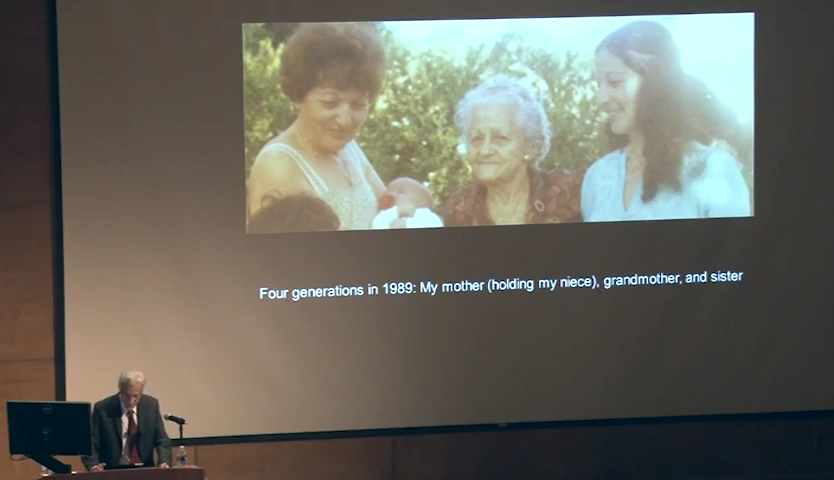 Four generations in 1989: My mother (holding my niece), grandmother, and sister